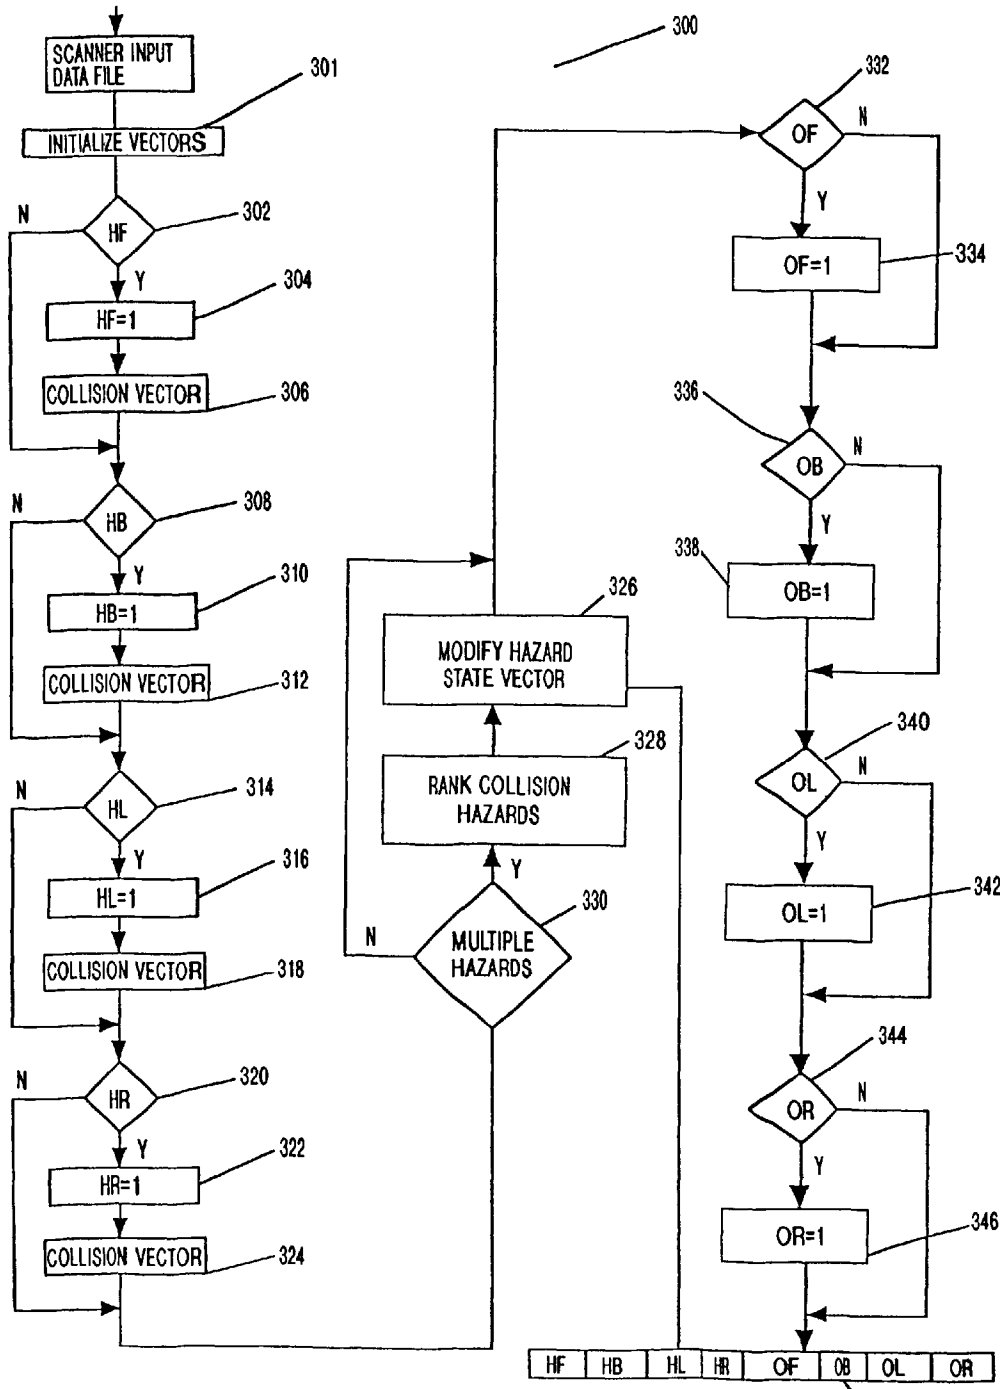 SCANNER INPUT
DATA FILE
301
INITIALIZE VECTORS
N
HF
302
Y
304
HF=1
COLLISION VECTOR
306
N
HB
308
Y
310
HB=1
COLLISION VECTOR
312
N
HL
314
Y
316
HL=1
COLLISION VECTOR
318
N
HR
320
Y
322
HR=1
COLLISION VECTOR
324
300
326
MODIFY HAZARD
STATE VECTOR
328
RANK COLLISION
HAZARDS
Y
330
N
MULTIPLE
HAZARDS
332
OF
N
Y
334
OF=1
336
OB
N
Y
338
OB=1
340
OL
N
Y
342
OL=1
344
OR
N
Y
346
OR=1
HF HB HL HR OF OB OL OR